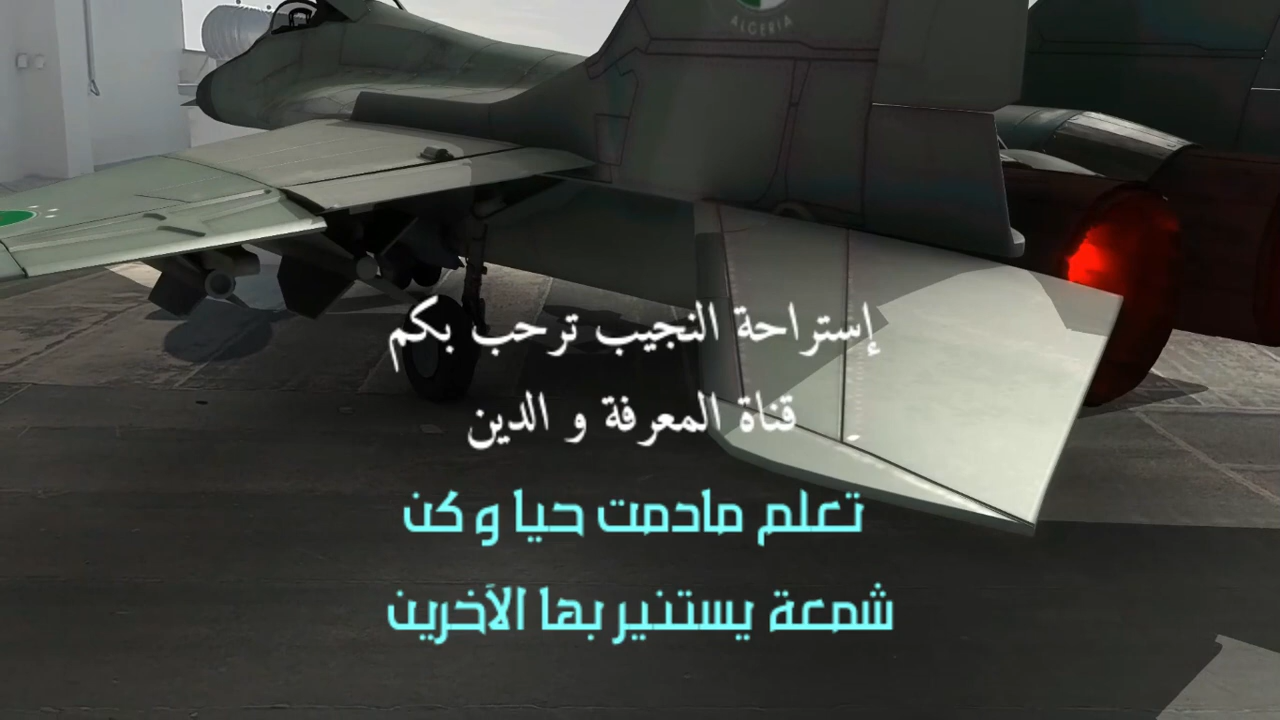 ALGERIA
إستراحة النجيب ترحب بكم
قناة المعرفة و الدين
تعلم مادمت حيا و كن
شمعة يستنير بها الآخرين